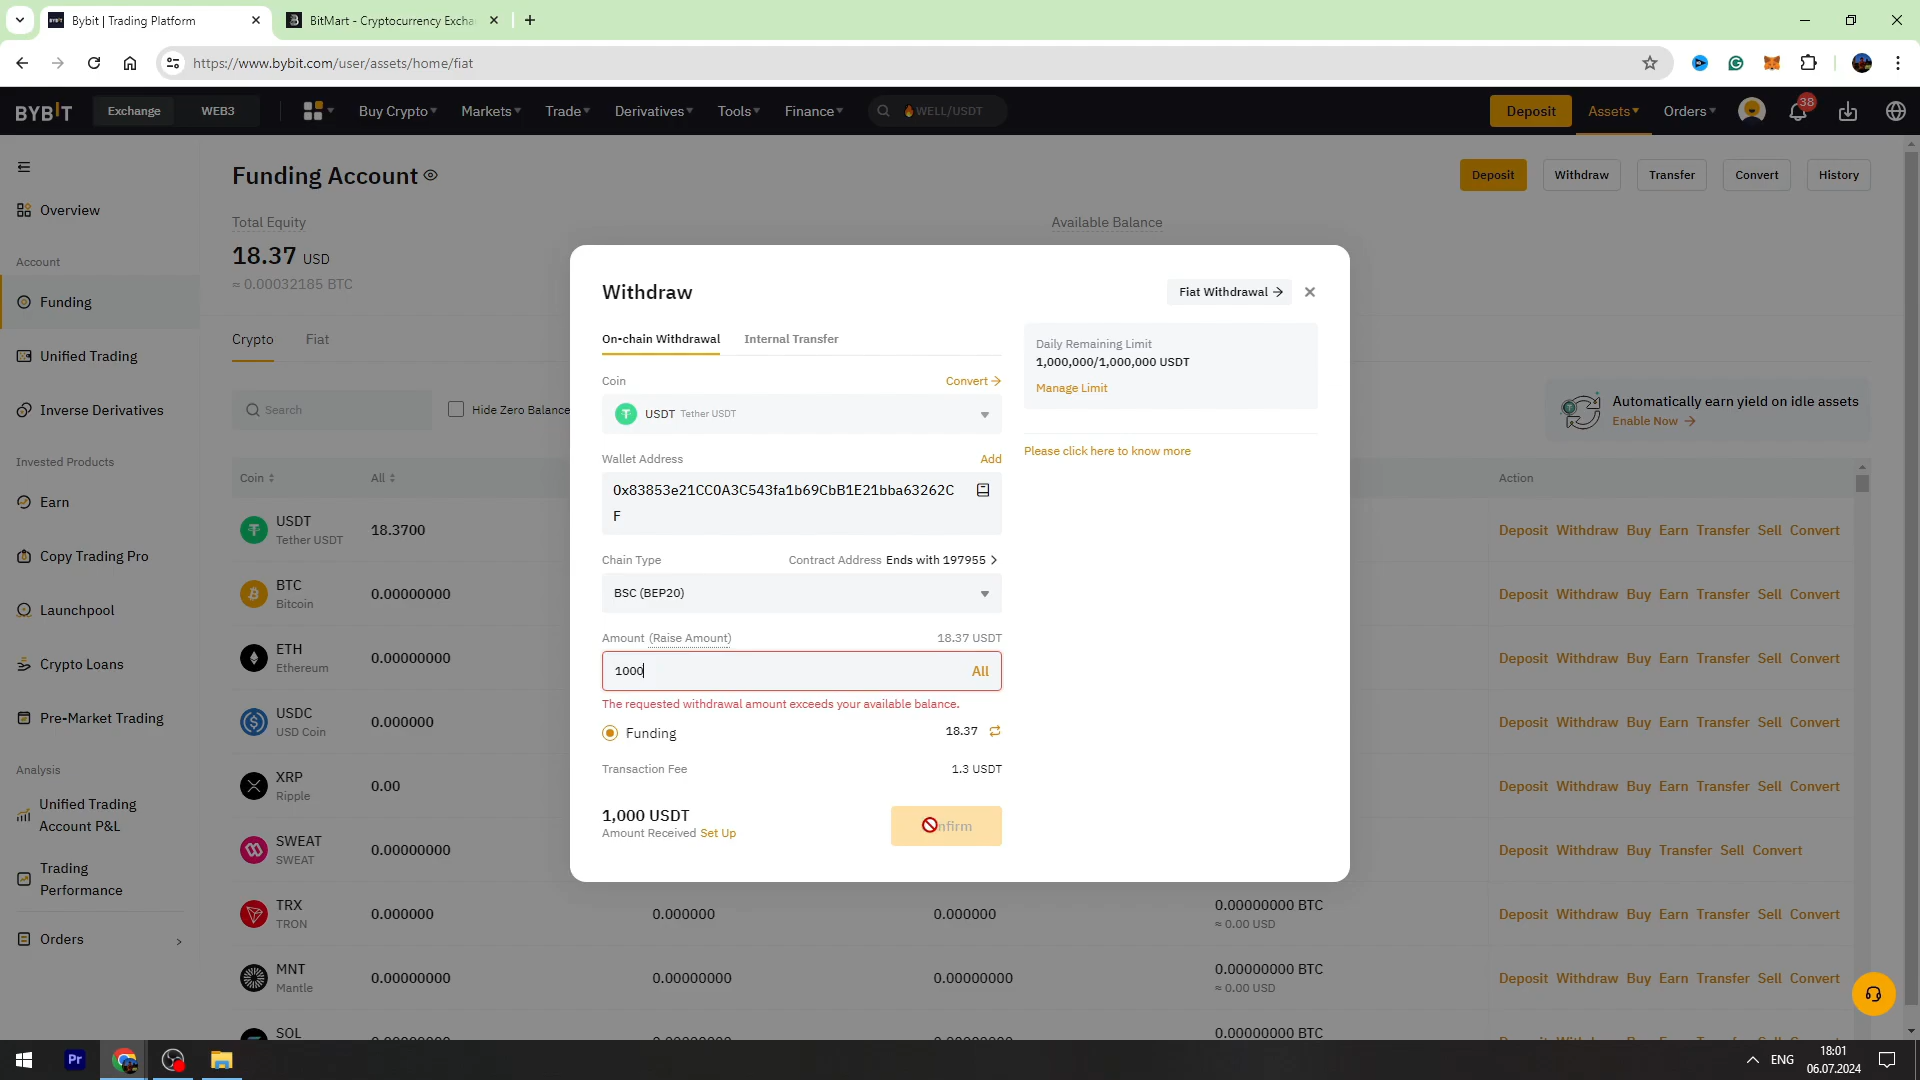 Bybit | Trading Platform
BitMart - Cryptocurrency Excha
https://www.bybit.com/user/assets/home/fiat
BYBIT
Exchange
WEB3
Buy Crypto
Markets
Trade
Derivatives
Tools
Finance
WELL/USDT
Deposit
Assets
Orders
38
Funding Account
Deposit
Withdraw
Transfer
Convert
History
Overview
Account
Funding
Unified Trading
Inverse Derivatives
Invested Products
Earn
Copy Trading Pro
Launchpool
Crypto Loans
Pre-Market Trading
Analysis
Unified Trading
Account P&L
Trading
Performance
Orders
Total Equity
18.37 USD
≈ 0.00032185 BTC
Available Balance
Crypto
Fiat
Search
Hide Zero Balance
Automatically earn yield on idle assets
Enable Now
Coin
All
Action
USDT
Tether USDT
18.3700
Deposit Withdraw Buy Earn Transfer Sell Convert
BTC
Bitcoin
0.00000000
Deposit Withdraw Buy Earn Transfer Sell Convert
ETH
Ethereum
0.00000000
Deposit Withdraw Buy Earn Transfer Sell Convert
USDC
USD Coin
0.000000
Deposit Withdraw Buy Earn Transfer Sell Convert
XRP
Ripple
0.00
Deposit Withdraw Buy Earn Transfer Sell Convert
SWEAT
SWEAT
0.00000000
Deposit Withdraw Buy Transfer Sell Convert
TRX
TRON
0.000000
0.000000
0.000000
0.00000000 BTC
≈ 0.00 USD
Deposit Withdraw Buy Earn Transfer Sell Convert
MNT
Mantle
0.00000000
0.00000000
0.00000000
0.00000000 BTC
≈ 0.00 USD
Deposit Withdraw Buy Earn Transfer Sell Convert
SOL
0.00000000 BTC
Withdraw
Fiat Withdrawal
On-chain Withdrawal
Internal Transfer
Coin
Convert
USDT Tether USDT
Wallet Address
Add
0x83853e21CC0A3C543fa1b69CbB1E21bba63262C
F
Chain Type
Contract Address Ends with 197955
BSC (BEP20)
Amount (Raise Amount)
18.37 USDT
1000
All
The requested withdrawal amount exceeds your available balance.
Funding
18.37
Transaction Fee
1.3 USDT
1,000 USDT
Amount Received Set Up
Daily Remaining Limit
1,000,000/1,000,000 USDT
Manage Limit
Please click here to know more
Pr
ENG
18:01
06.07.2024